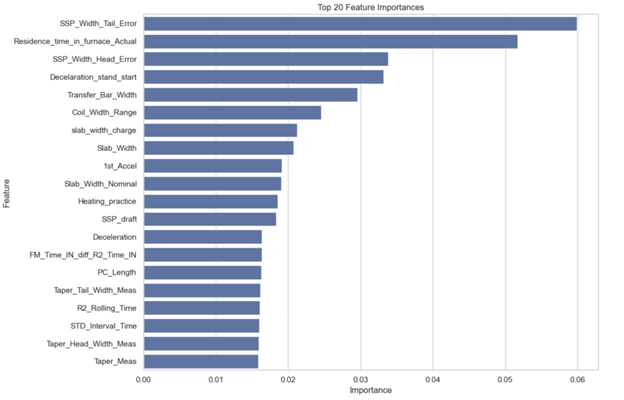 Top 20 Feature Importances
SSP_Width_Tail_Error
Residence_time_in_furnace_Actual
SSP_Width_Head_Error
Decelaration_stand_start
Transfer_Bar_Width
Coil_Width_Range
slab_width_charge
Slab_Width
1st_Accel
Slab_Width_Nominal
Heating_practice
SSP_draft
Deceleration
FM_Time_IN_diff_R2_Time_IN
PC_Length
Taper_Tail_Width_Meas
R2_Rolling_Time
STD_Interval_Time
Taper_Head_Width_Meas
Taper_Meas
Feature
0.00 0.01 0.02 0.03 0.04 0.05 0.06
Importance